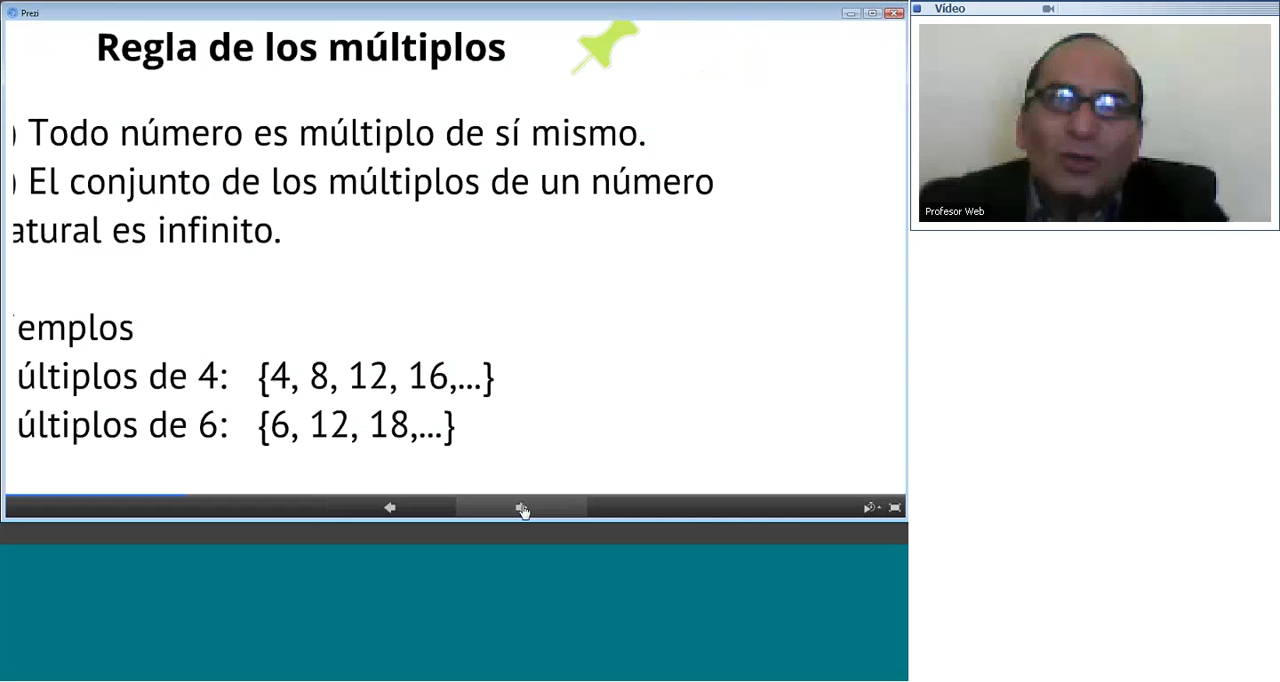 Prezi
Regla de los múltiplos
) Todo número es múltiplo de sí mismo.
) El conjunto de los múltiplos de un número
atural es infinito.
emplos
últiplos de 4: {4, 8, 12, 16,...}
últiplos de 6: {6, 12, 18,...}
Vídeo
Profesor Web